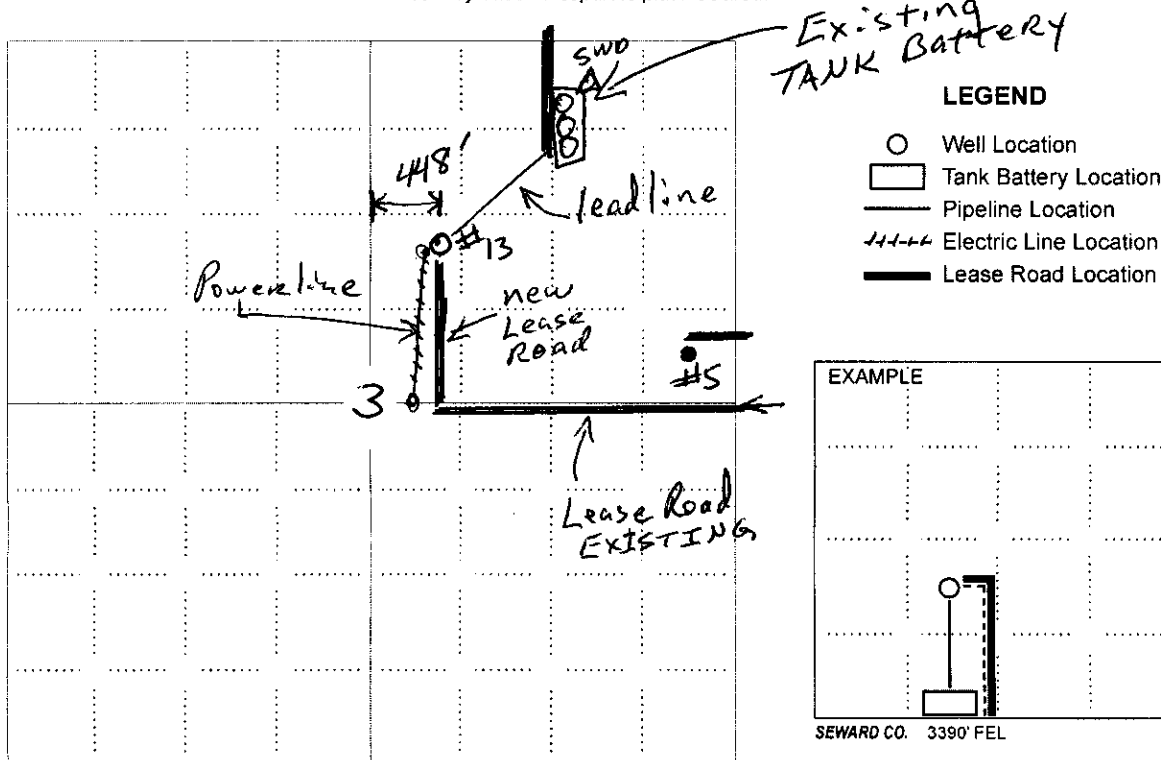 Existing
TANK BatterY
SWD
LEGEND
Well Location
Tank Battery Location
Pipeline Location
Electric Line Location
Lease Road Location
448'
leadline
#13
Powerline
new
Lease
ROAD
#5
3
Lease Road
EXISTING
EXAMPLE
SEWARD CO. 3390' FEL